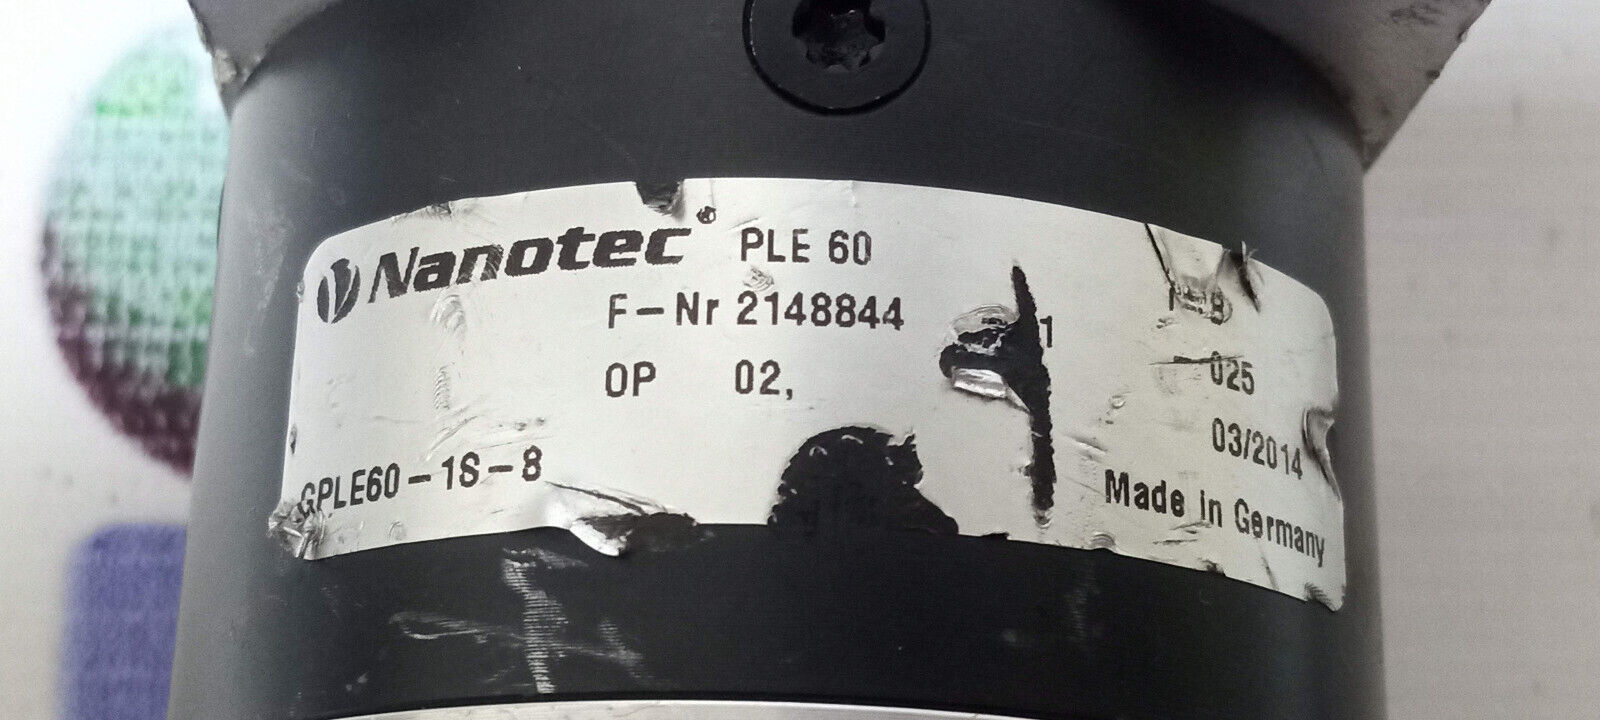 Nanotec® PLE 60
F-Nr 2148844
OP 02, 025
03/2014
GPLE60-1S-8 Made in Germany